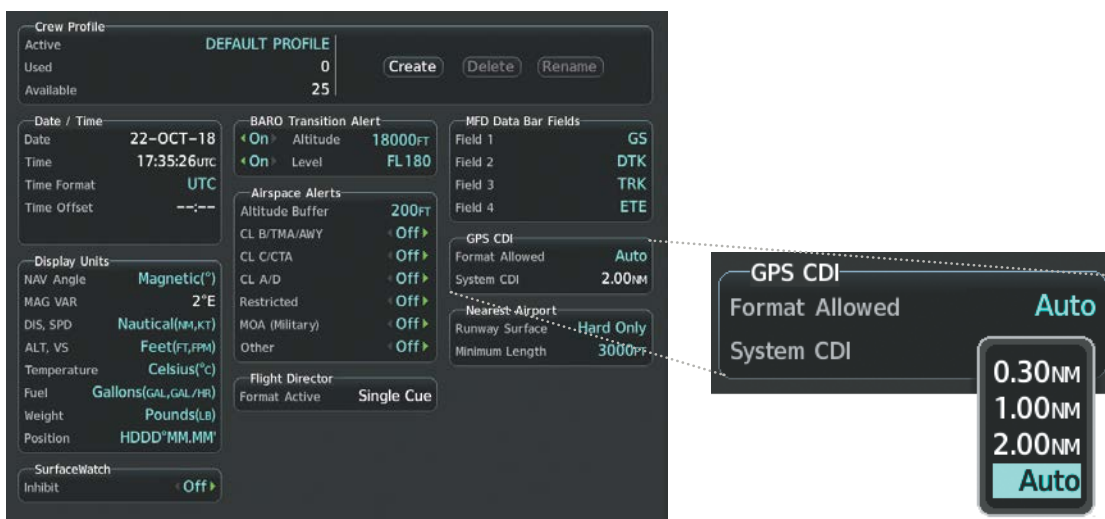 Crew Profile
Active DEFAULT PROFILE
Used 0
Available 25
Create Delete Rename
Date / Time
Date 22-OCT-18
Time 17:35:26UTC
Time Format UTC
Time Offset --:--
Display Units
NAV Angle Magnetic(°)
MAG VAR 2°E
DIS, SPD Nautical(NM,KT)
ALT, VS Feet(FT,FPM)
Temperature Celsius(°C)
Fuel Gallons(GAL,GAL/HR)
Weight Pounds(LB)
Position HDDD°MM.MM'
SurfaceWatch
Inhibit Off
BARO Transition Alert
On Altitude 18000FT
On Level FL180
Airspace Alerts
Altitude Buffer 200FT
CL B/TMA/AWY Off
CL C/CTA Off
CL A/D Off
Restricted Off
MOA (Military) Off
Other Off
Flight Director
Format Active Single Cue
MFD Data Bar Fields
Field 1 GS
Field 2 DTK
Field 3 TRK
Field 4 ETE
GPS CDI
Format Allowed Auto
System CDI 2.00NM
Nearest Airport
Runway Surface Hard Only
Minimum Length 3000FT
GPS CDI
Format Allowed Auto
System CDI
0.30NM
1.00NM
2.00NM
Auto